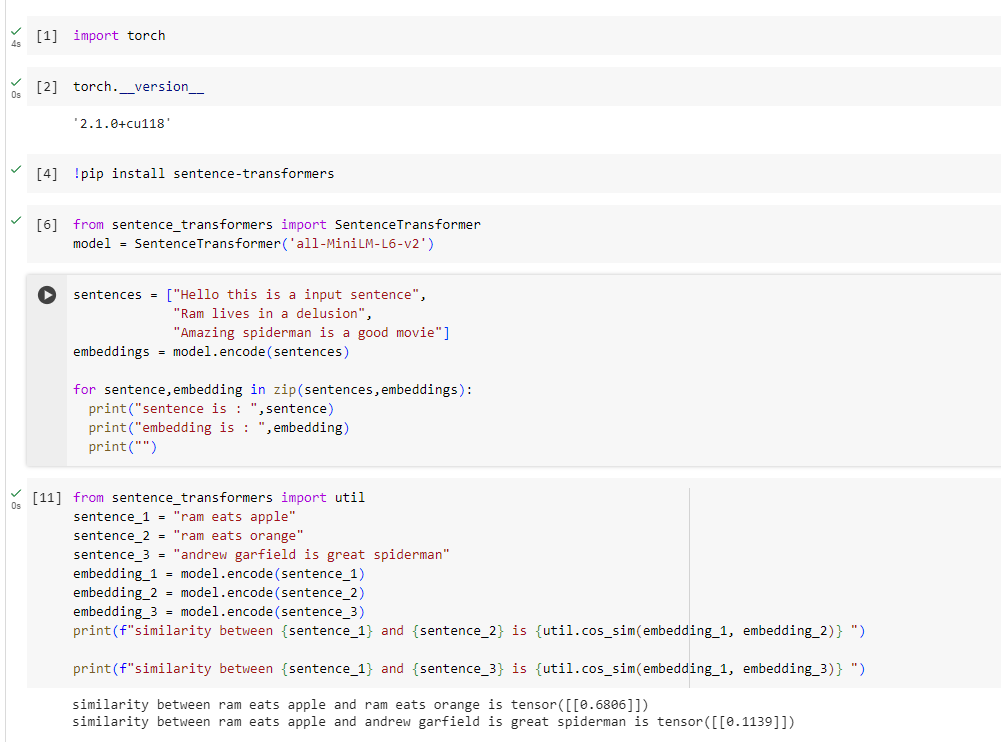 4s
[1] import torch
0s
[2] torch.__version__
'2.1.0+cu118'
[4] !pip install sentence-transformers
[6] from sentence_transformers import SentenceTransformer
model = SentenceTransformer('all-MiniLM-L6-v2')
sentences = ["Hello this is a input sentence",
"Ram lives in a delusion",
"Amazing spiderman is a good movie"]
embeddings = model.encode(sentences)
for sentence,embedding in zip(sentences,embeddings):
print("sentence is : ",sentence)
print("embedding is : ",embedding)
print("")
0s
[11] from sentence_transformers import util
sentence_1 = "ram eats apple"
sentence_2 = "ram eats orange"
sentence_3 = "andrew garfield is great spiderman"
embedding_1 = model.encode(sentence_1)
embedding_2 = model.encode(sentence_2)
embedding_3 = model.encode(sentence_3)
print(f"similarity between {sentence_1} and {sentence_2} is {util.cos_sim(embedding_1, embedding_2)} ")
print(f"similarity between {sentence_1} and {sentence_3} is {util.cos_sim(embedding_1, embedding_3)} ")
similarity between ram eats apple and ram eats orange is tensor([[0.6806]])
similarity between ram eats apple and andrew garfield is great spiderman is tensor([[0.1139]])